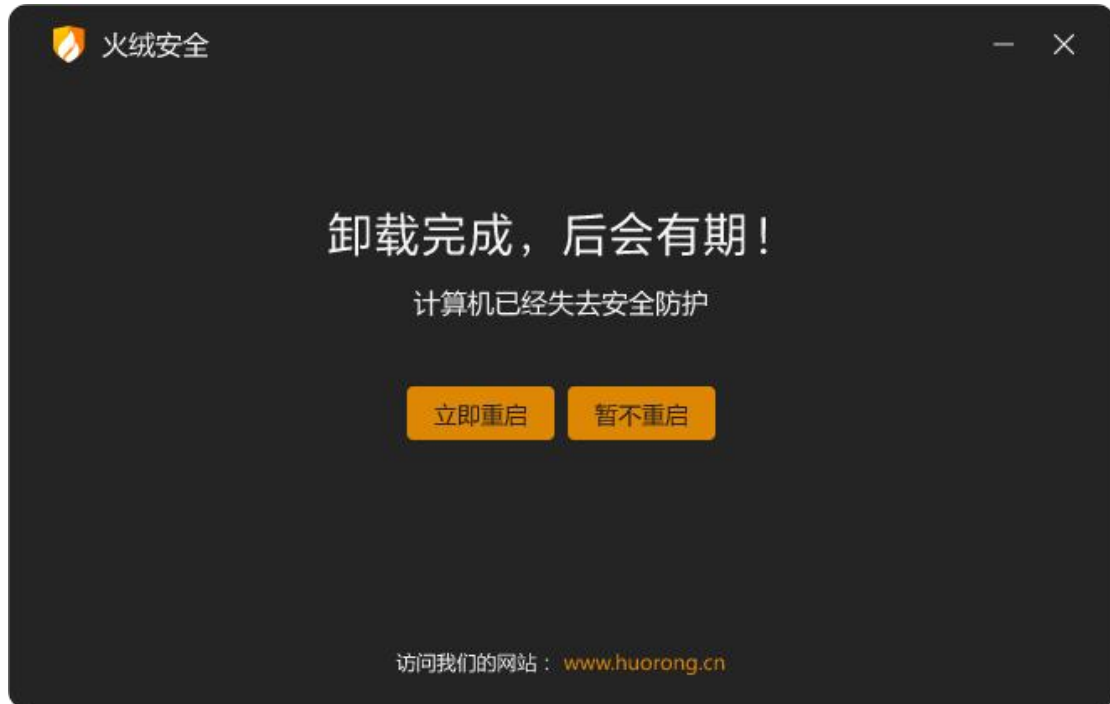 火绒安全
卸载完成，后会有期！
计算机已经失去安全防护
立即重启 暂不重启
访问我们的网站：www.huorong.cn